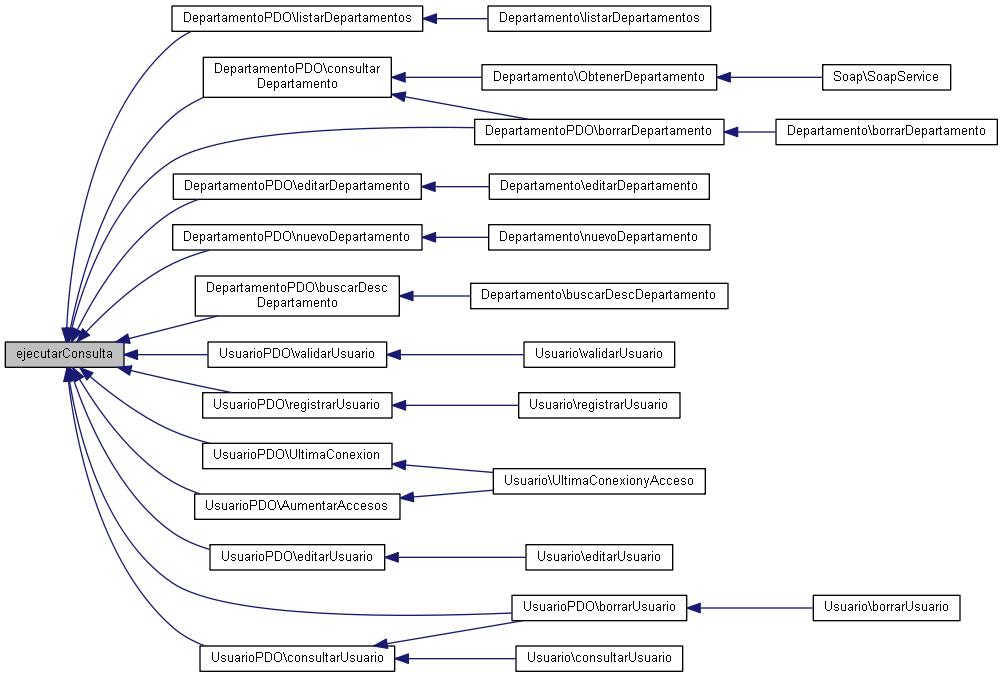 DepartamentoPDO\listarDepartamentos
Departamento\listarDepartamentos
DepartamentoPDO\consultar
Departamento
Departamento\ObtenerDepartamento
Soap\SoapService
DepartamentoPDO\borrarDepartamento
Departamento\borrarDepartamento
DepartamentoPDO\editarDepartamento
Departamento\editarDepartamento
DepartamentoPDO\nuevoDepartamento
Departamento\nuevoDepartamento
DepartamentoPDO\buscarDesc
Departamento
Departamento\buscarDescDepartamento
ejecutarConsulta
UsuarioPDO\validarUsuario
Usuario\validarUsuario
UsuarioPDO\registrarUsuario
Usuario\registrarUsuario
UsuarioPDO\UltimaConexion
Usuario\UltimaConexionyAcceso
UsuarioPDO\AumentarAccesos
UsuarioPDO\editarUsuario
Usuario\editarUsuario
UsuarioPDO\borrarUsuario
Usuario\borrarUsuario
UsuarioPDO\consultarUsuario
Usuario\consultarUsuario